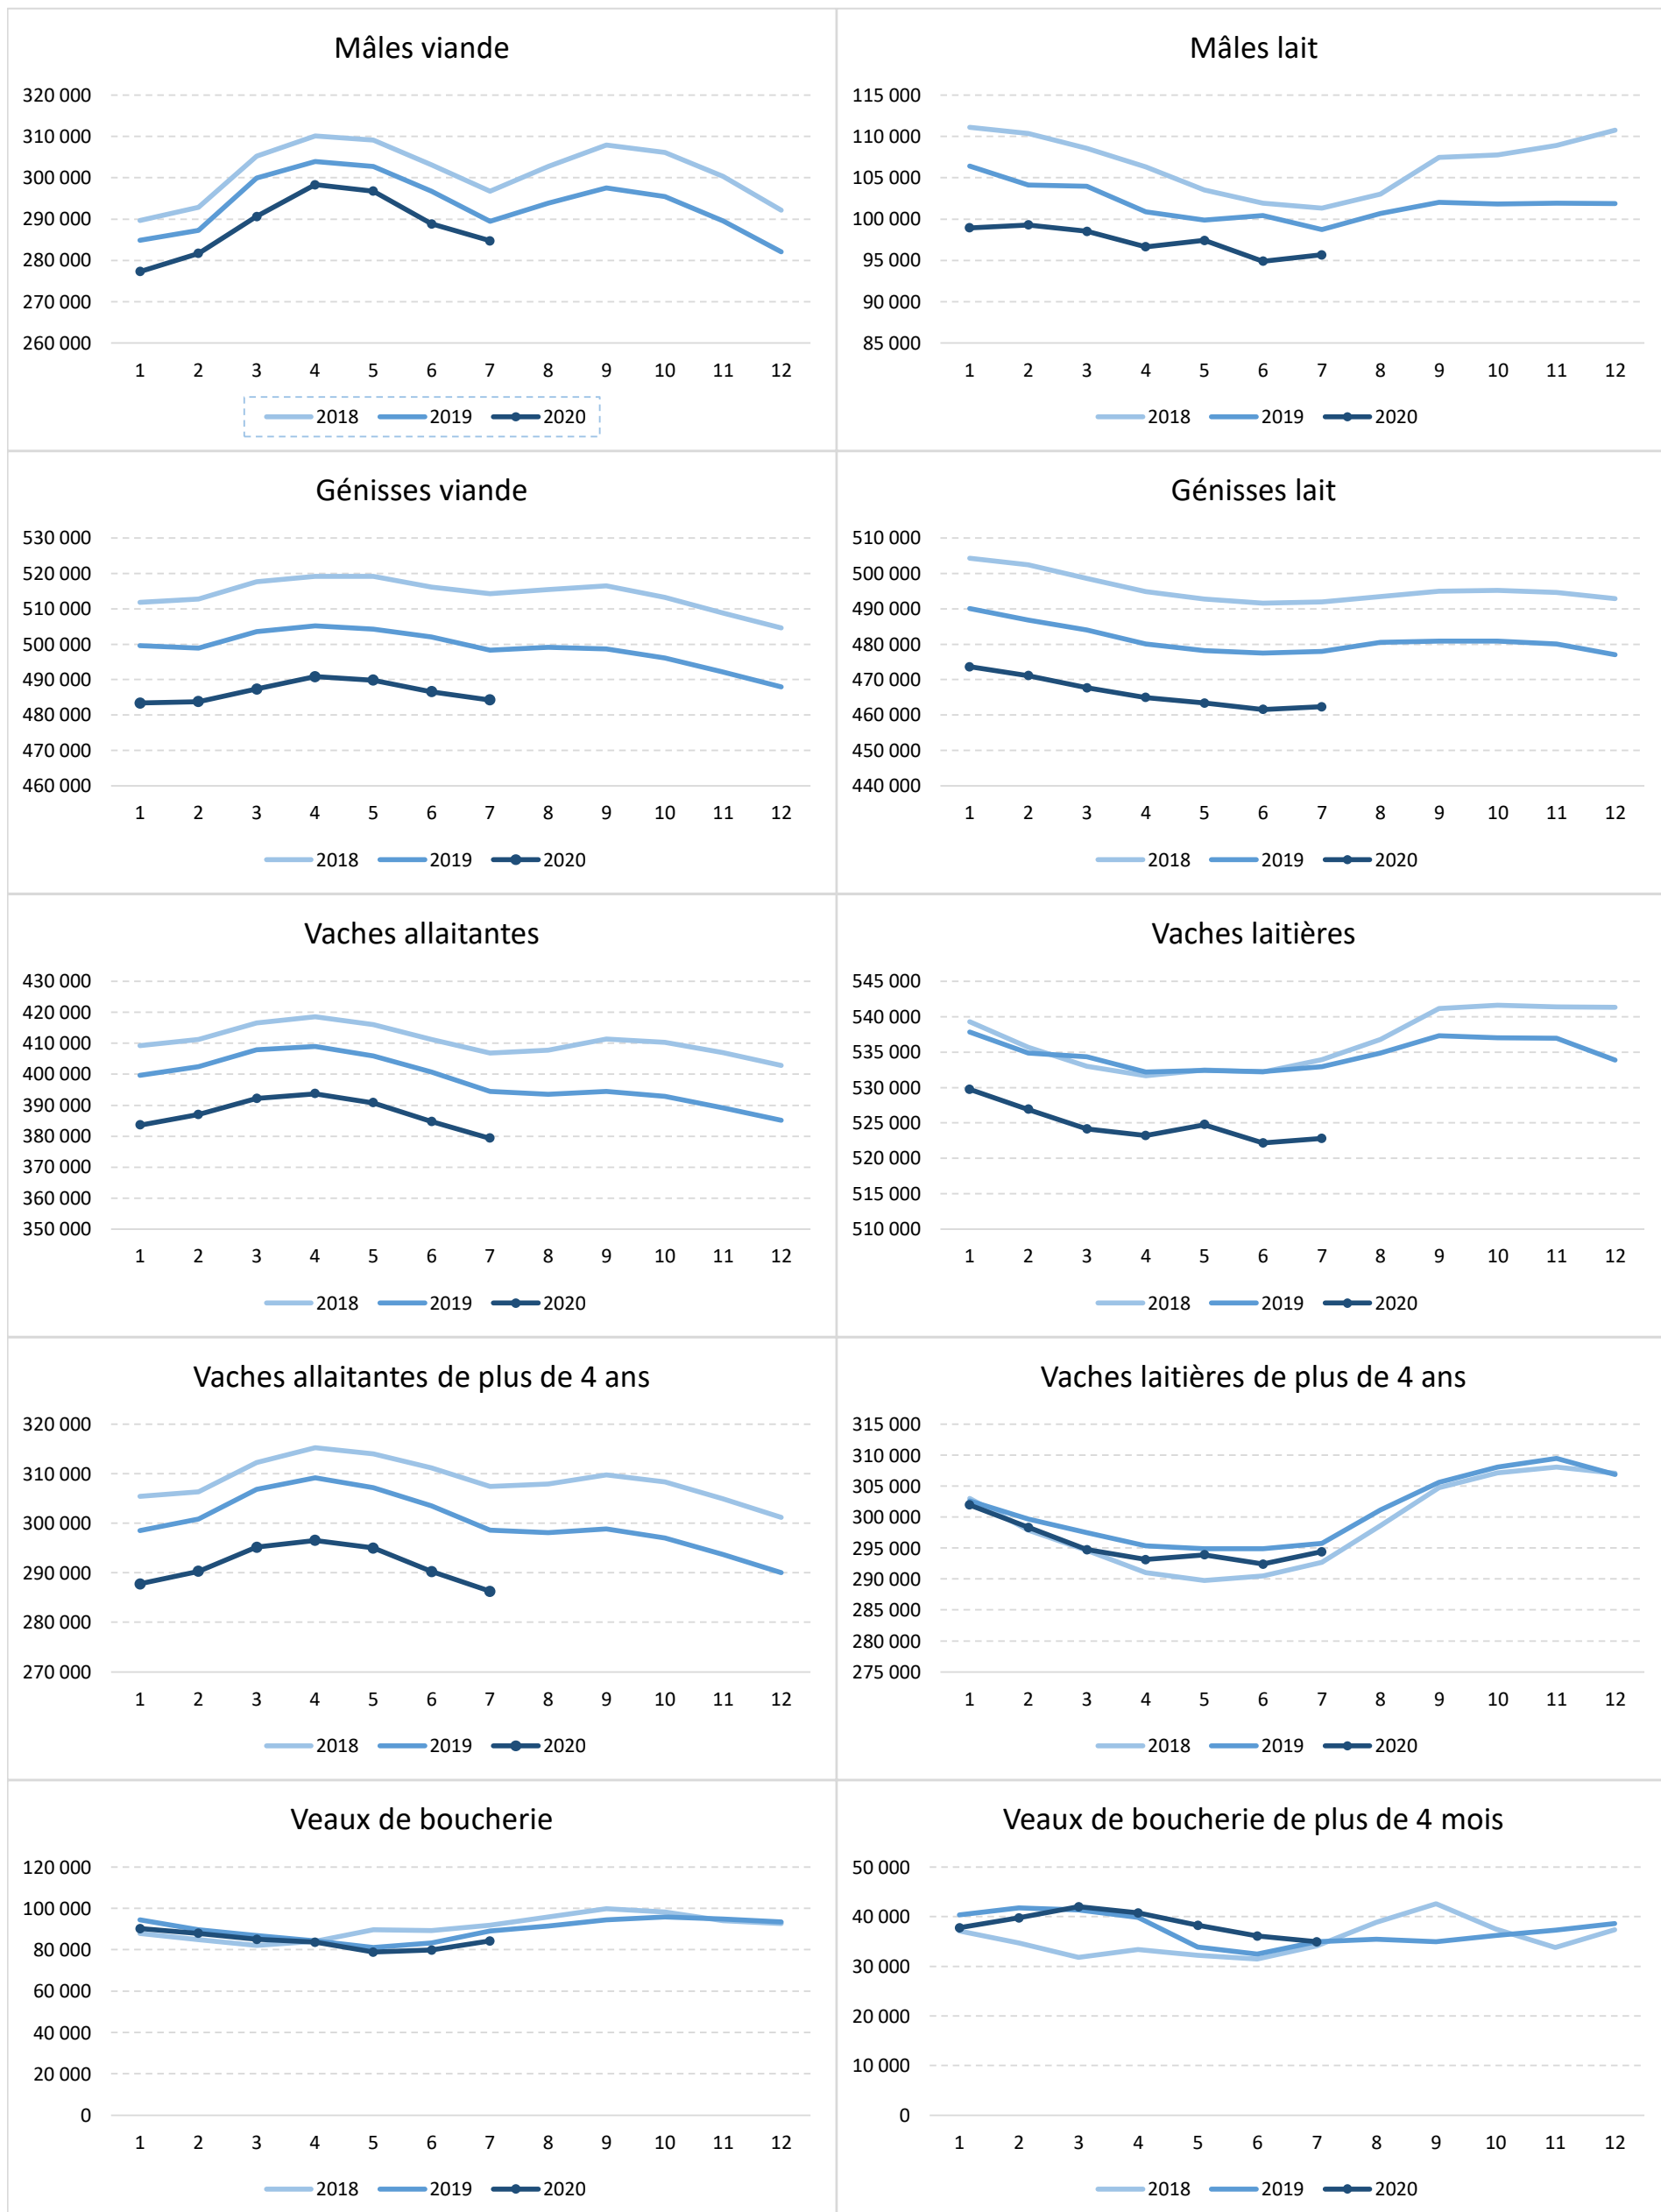 Mâles viande
320 000
310 000
300 000
290 000
280 000
270 000
260 000
1 2 3 4 5 6 7 8 9 10 11 12
2018 2019 2020
Mâles lait
115 000
110 000
105 000
100 000
95 000
90 000
85 000
1 2 3 4 5 6 7 8 9 10 11 12
2018 2019 2020
Génisses viande
530 000
520 000
510 000
500 000
490 000
480 000
470 000
460 000
1 2 3 4 5 6 7 8 9 10 11 12
2018 2019 2020
Génisses lait
510 000
500 000
490 000
480 000
470 000
460 000
450 000
440 000
1 2 3 4 5 6 7 8 9 10 11 12
2018 2019 2020
Vaches allaitantes
430 000
420 000
410 000
400 000
390 000
380 000
370 000
360 000
350 000
1 2 3 4 5 6 7 8 9 10 11 12
2018 2019 2020
Vaches laitières
545 000
540 000
535 000
530 000
525 000
520 000
515 000
510 000
1 2 3 4 5 6 7 8 9 10 11 12
2018 2019 2020
Vaches allaitantes de plus de 4 ans
320 000
310 000
300 000
290 000
280 000
270 000
1 2 3 4 5 6 7 8 9 10 11 12
2018 2019 2020
Vaches laitières de plus de 4 ans
315 000
310 000
305 000
300 000
295 000
290 000
285 000
280 000
275 000
1 2 3 4 5 6 7 8 9 10 11 12
2018 2019 2020
Veaux de boucherie
120 000
100 000
80 000
60 000
40 000
20 000
0
1 2 3 4 5 6 7 8 9 10 11 12
2018 2019 2020
Veaux de boucherie de plus de 4 mois
50 000
40 000
30 000
20 000
10 000
0
1 2 3 4 5 6 7 8 9 10 11 12
2018 2019 2020